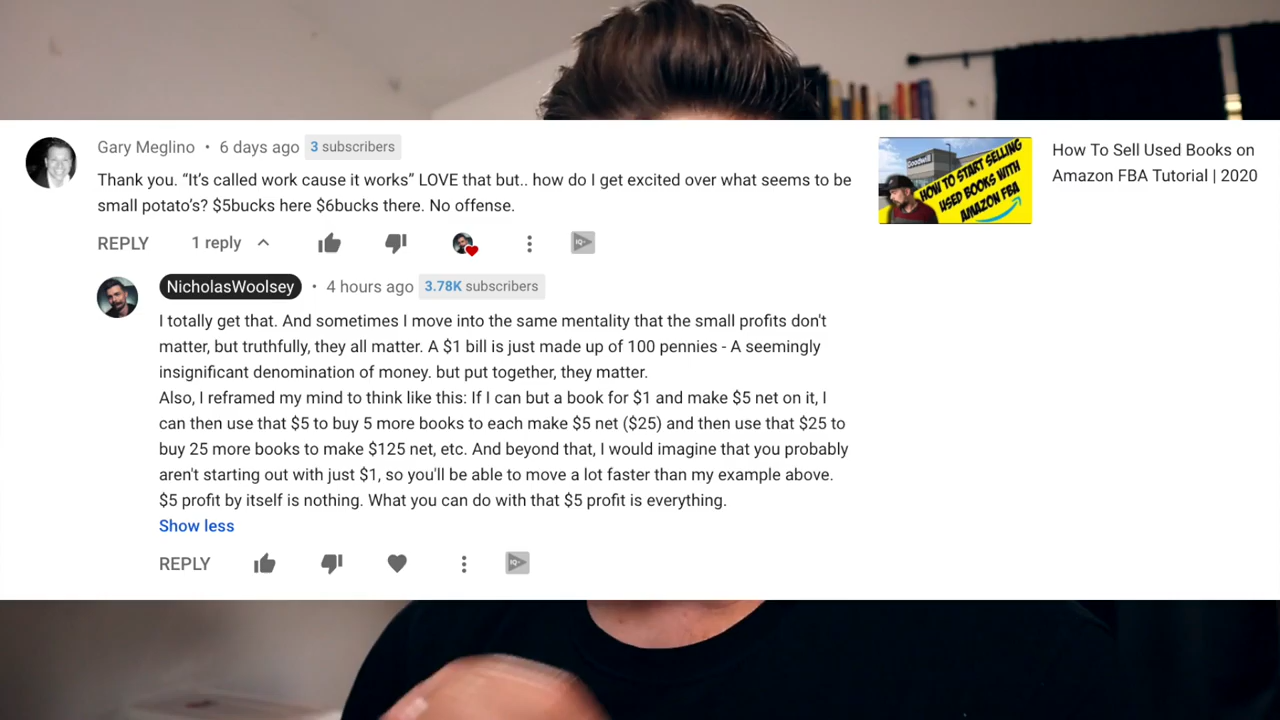 Gary Meglino • 6 days ago 3 subscribers
Thank you. “It’s called work cause it works” LOVE that but.. how do I get excited over what seems to be
small potato’s? $5bucks here $6bucks there. No offense.
REPLY 1 reply
NicholasWoolsey • 4 hours ago 3.78K subscribers
I totally get that. And sometimes I move into the same mentality that the small profits don't
matter, but truthfully, they all matter. A $1 bill is just made up of 100 pennies - A seemingly
insignificant denomination of money. but put together, they matter.
Also, I reframed my mind to think like this: If I can but a book for $1 and make $5 net on it, I
can then use that $5 to buy 5 more books to each make $5 net ($25) and then use that $25 to
buy 25 more books to make $125 net, etc. And beyond that, I would imagine that you probably
aren't starting out with just $1, so you'll be able to move a lot faster than my example above.
$5 profit by itself is nothing. What you can do with that $5 profit is everything.
Show less
REPLY
Goodwill
HOW TO START SELLING
USED BOOKS WITH
AMAZON FBA
How To Sell Used Books on
Amazon FBA Tutorial | 2020